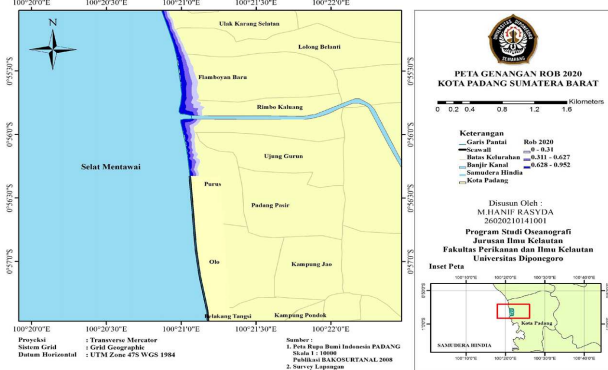 100°20'0"E 100°20'30"E 100°21'0"E 100°21'30"E 100°22'0"E
N
Ulak Karang Selatan
Lolong Belanti
Flamboyan Baru
Rimbo Kaluang
Ujung Gurun
Selat Mentawai
Purus
Padang Pasir
Olo
Kampung Jao
Belakang Tangsi
Kampung Pondok
0°55'30"S
0°56'0"S
0°56'30"S
0°57'0"S
0°55'30"S
0°56'0"S
0°56'30"S
0°57'0"S
100°20'0"E 100°20'30"E 100°21'0"E 100°21'30"E 100°22'0"E
Proyeksi : Transverse Mercator
Sistem Grid : Grid Geographic
Datum Horizontal : UTM Zone 47S WGS 1984
Sumber :
1. Peta Rupa Bumi Indonesia PADANG
Skala 1 : 10000
Publikasi BAKOSURTANAL 2008
2. Survey Lapangan
SEMARANG
PETA GENANGAN ROB 2020
KOTA PADANG SUMATERA BARAT
Kilometers
0 0.2 0.4 0.8 1.2 1.6
Keterangan
Garis Pantai Rob 2020
Seawall 0 - 0.31
Batas Kelurahan 0.311 - 0.627
Banjir Kanal 0.628 - 0.952
Samudera Hindia
Kota Padang
Disusun Oleh :
M.HANIF RASYDA
26020210141001
Program Studi Oseanografi
Jurusan Ilmu Kelautan
Fakultas Perikanan dan Ilmu Kelautan
Universitas Diponegoro
Inset Peta
Kota Padang
SAMUDERA HINDIA